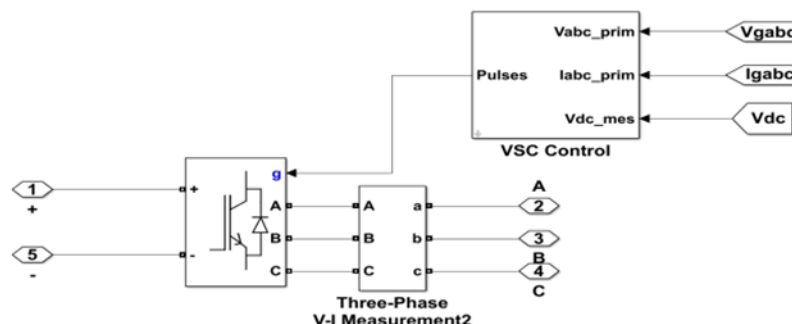 Vabc_prim
Vgabc
Pulses
Iabc_prim
Igabc
Vdc_mes
Vdc
VSC Control
g
1
+
+
A
A
a
2
A
B
B
b
3
B
5
-
-
C
C
c
4
C
Three-Phase
V-I Measurement2